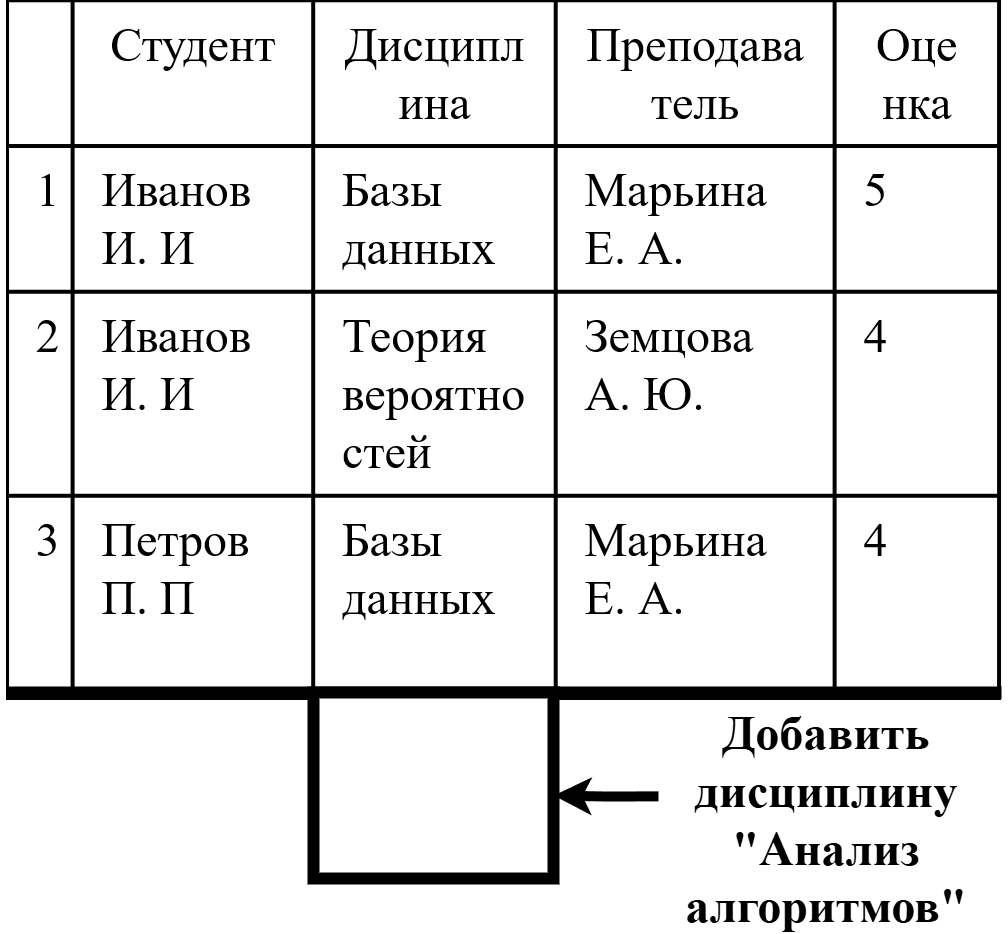 Студент Дисципл Преподава Оце
ина тель нка
1 Иванов Базы Марьина 5
И. И данных Е. А.
2 Иванов Теория Земцова 4
И. И вероятно А. Ю.
стей
3 Петров Базы Марьина 4
П. П данных Е. А.
Добавить
дисциплину
"Анализ
алгоритмов"